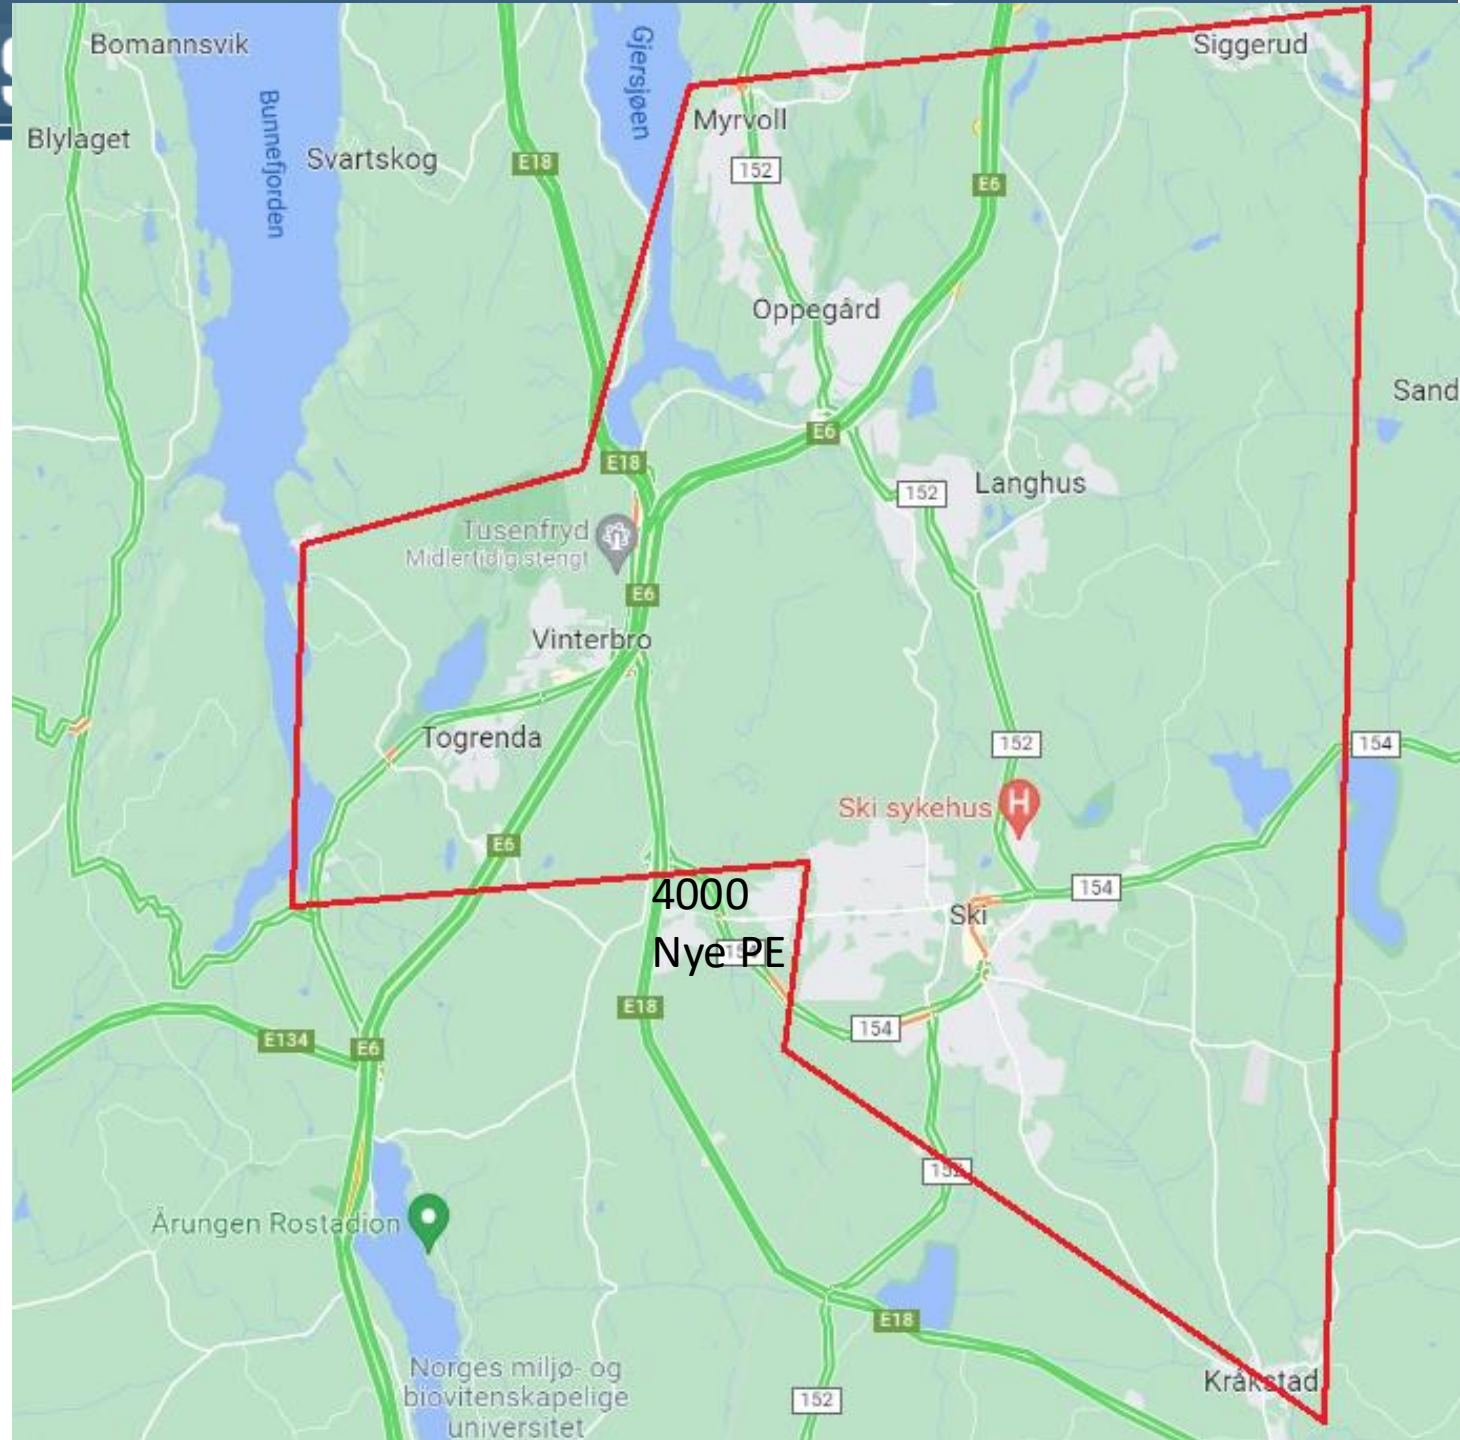 Bomannsvik
Siggerud
Gjersjøen
Bunnefjorden
Myrvoll
Blylaget
Svartskog
E18
152
E6
Oppegård
Sand
E6
E18
Langhus
152
Tusenfryd
Midlertidig stengt
E6
Vinterbro
Togrenda
152
154
Ski sykehus
H
E6
154
4000
Ski
Nye PE
154
E18
154
E134
E6
152
Årungen Rostadion
E18
Norges miljø- og
biovitenskapelige
universitet
Kråkstad
152